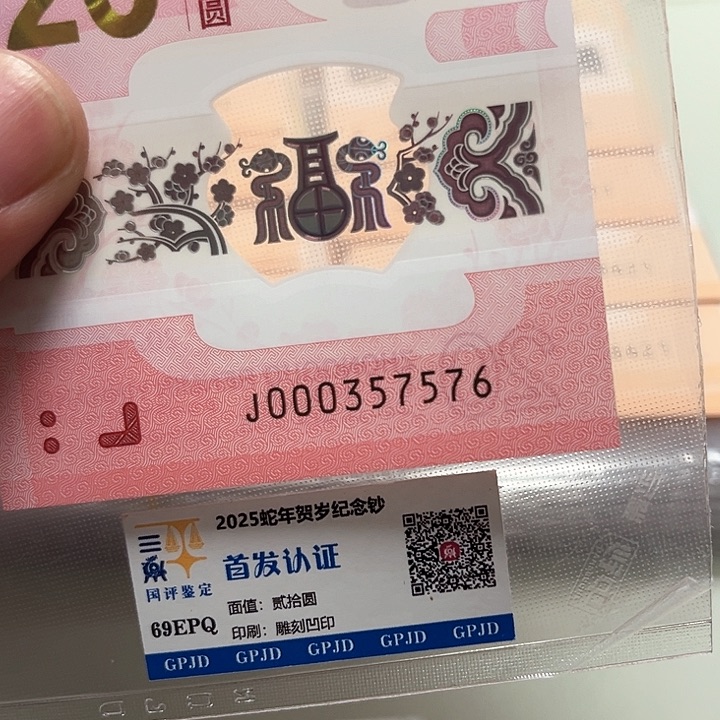 20
圆
J000357576
2025蛇年贺岁纪念钞
首发认证
国评鉴定
面值：贰拾圆
69EPQ
印刷：雕刻凹印
GPJD GPJD GPJD GPJD GPJD